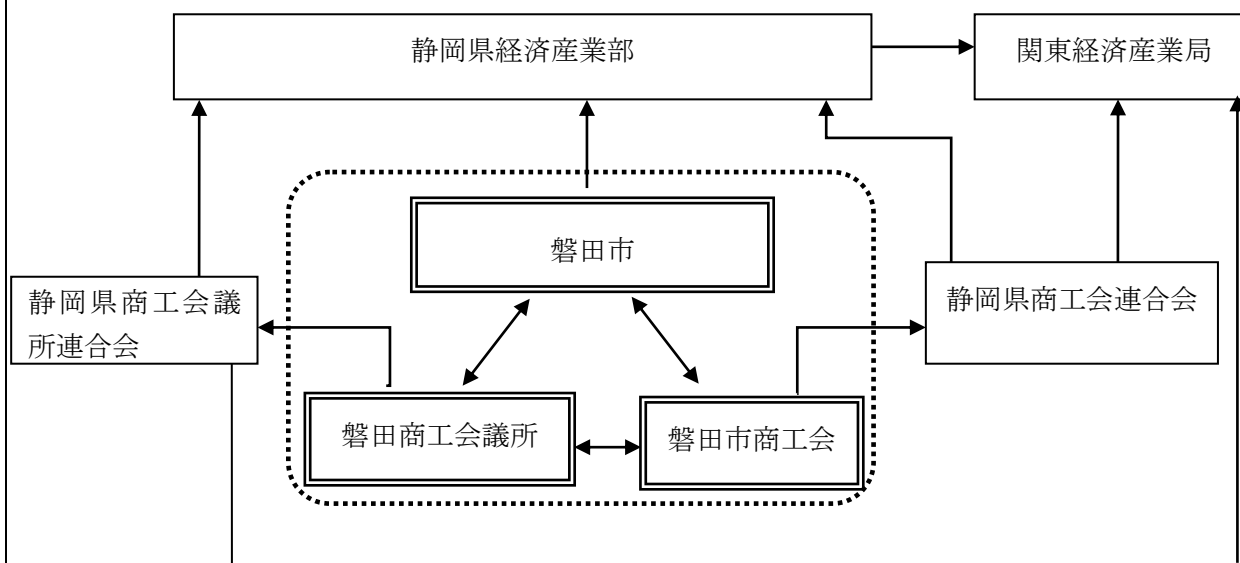 静岡県経済産業部
関東経済産業局
磐田市
静岡県商工会議
所連合会
静岡県商工会連合会
磐田商工会議所
磐田市商工会